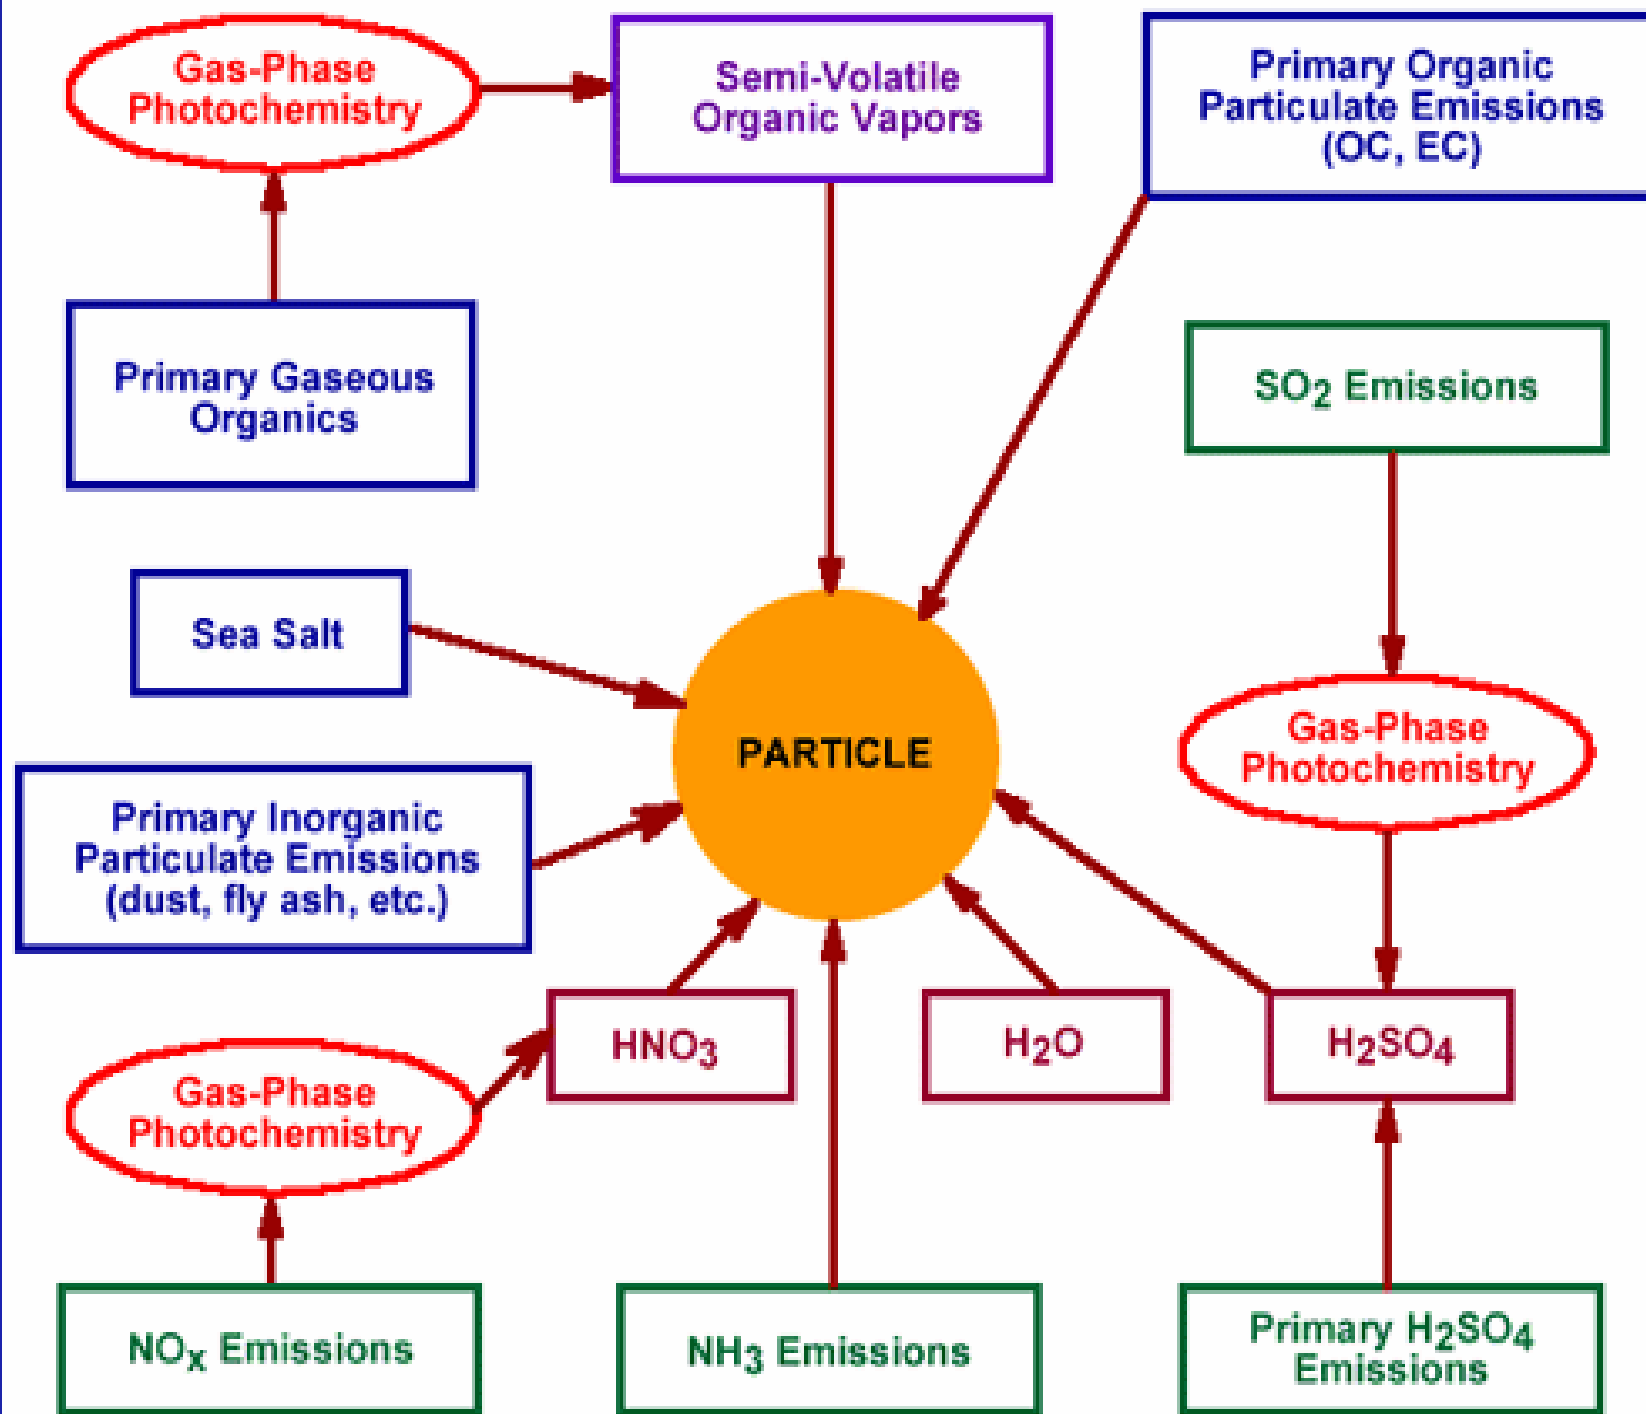 Gas-Phase
Photochemistry
Semi-Volatile
Organic Vapors
Primary Organic
Particulate Emissions
(OC, EC)
Primary Gaseous
Organics
SO₂ Emissions
Sea Salt
PARTICLE
Gas-Phase
Photochemistry
Primary Inorganic
Particulate Emissions
(dust, fly ash, etc.)
HNO₃
H₂O
H₂SO₄
Gas-Phase
Photochemistry
NOₓ Emissions
NH₃ Emissions
Primary H₂SO₄
Emissions